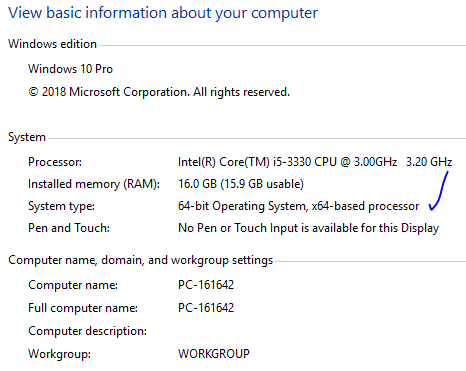 View basic information about your computer
Windows edition
Windows 10 Pro
© 2018 Microsoft Corporation. All rights reserved.
System
Processor: Intel(R) Core(TM) i5-3330 CPU @ 3.00GHz 3.20 GHz
Installed memory (RAM): 16.0 GB (15.9 GB usable)
System type: 64-bit Operating System, x64-based processor
Pen and Touch: No Pen or Touch Input is available for this Display
Computer name, domain, and workgroup settings
Computer name: PC-161642
Full computer name: PC-161642
Computer description:
Workgroup: WORKGROUP